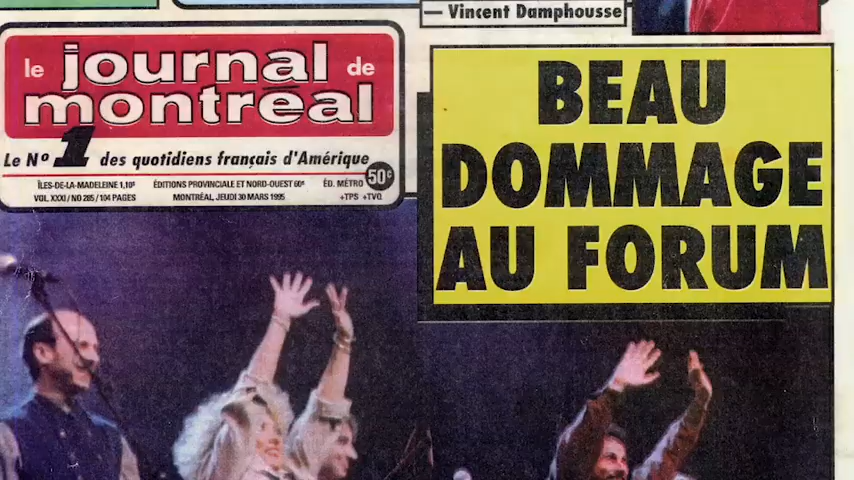 — Vincent Damphousse
le journal de
montréal
Le Nº 1 des quotidiens français d'Amérique
50¢
ÎLES-DE-LA-MADELEINE 1,10$ ÉDITIONS PROVINCIALE ET NORD-OUEST 60¢ ÉD. MÉTRO
VOL. XXXI / NO 285 / 104 PAGES MONTRÉAL, JEUDI 30 MARS 1995 +TPS +TVQ
BEAU
DOMMAGE
AU FORUM